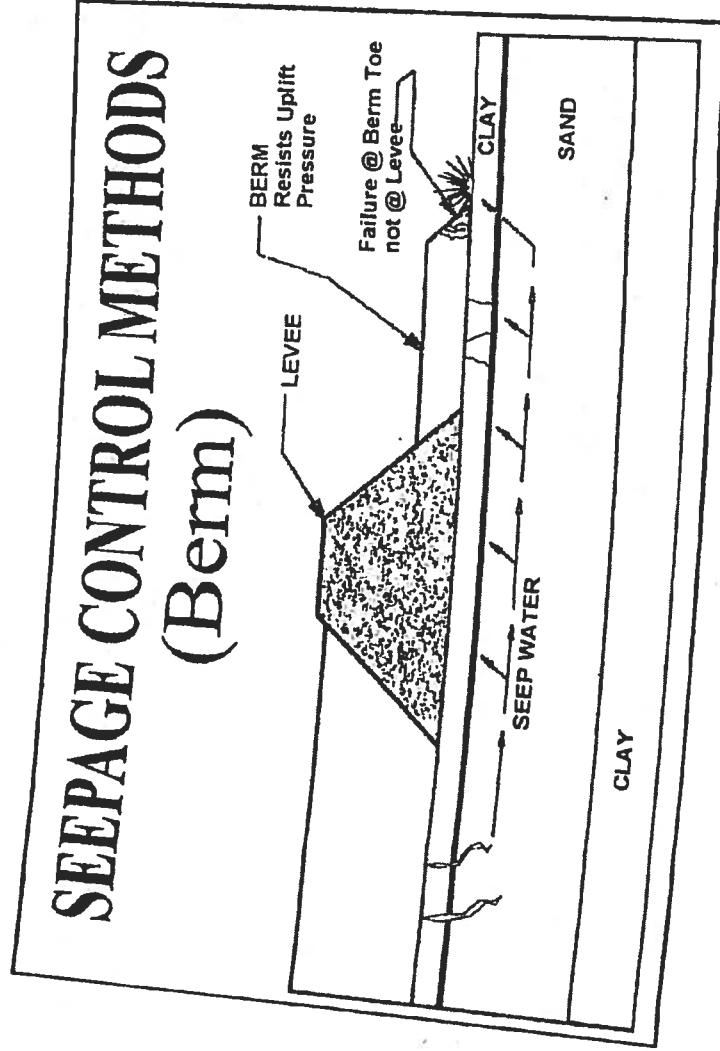 SEEPAGE CONTROL METHODS
(Berm)
BERM
Resists Uplift
Pressure
LEVEE
Failure @ Berm Toe
not @ Levee
CLAY
SAND
SEEP WATER
CLAY